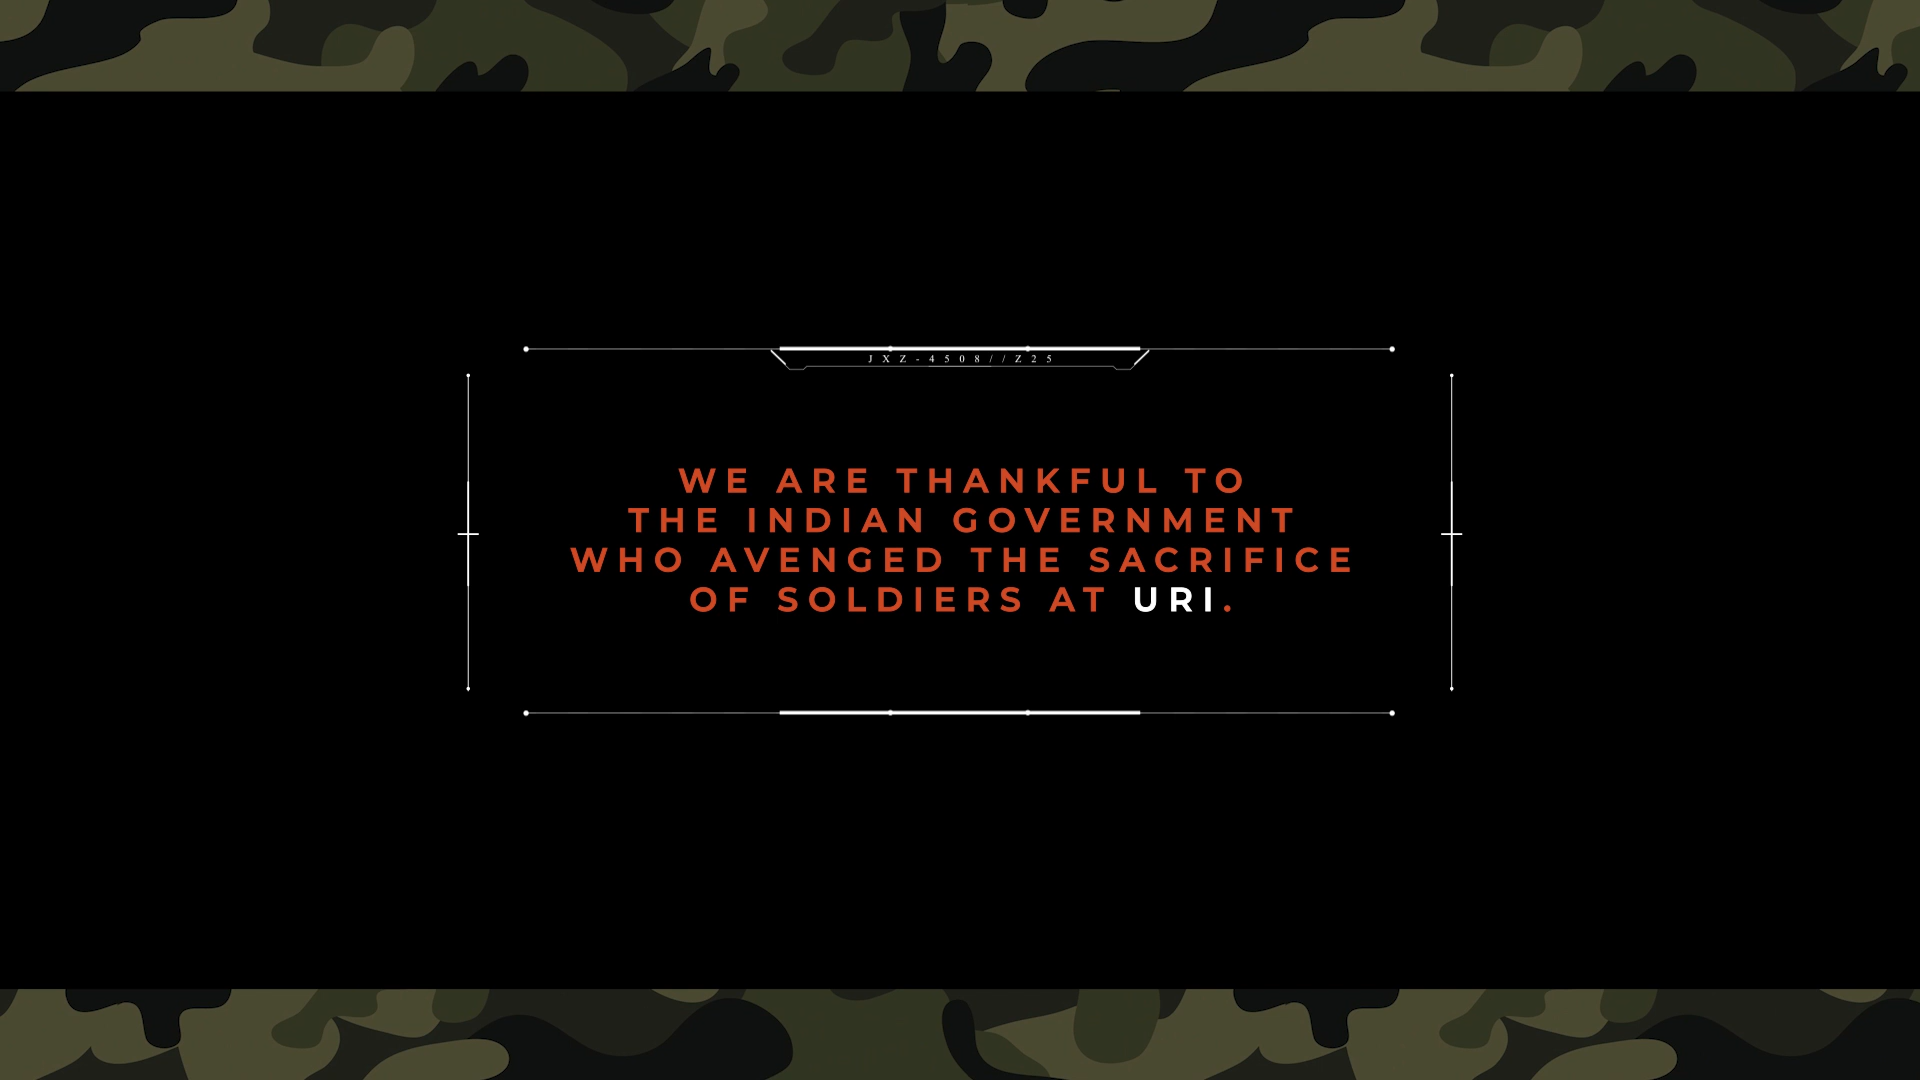 JXZ-4508//Z25
WE ARE THANKFUL TO
THE INDIAN GOVERNMENT
WHO AVENGED THE SACRIFICE
OF SOLDIERS AT URI.